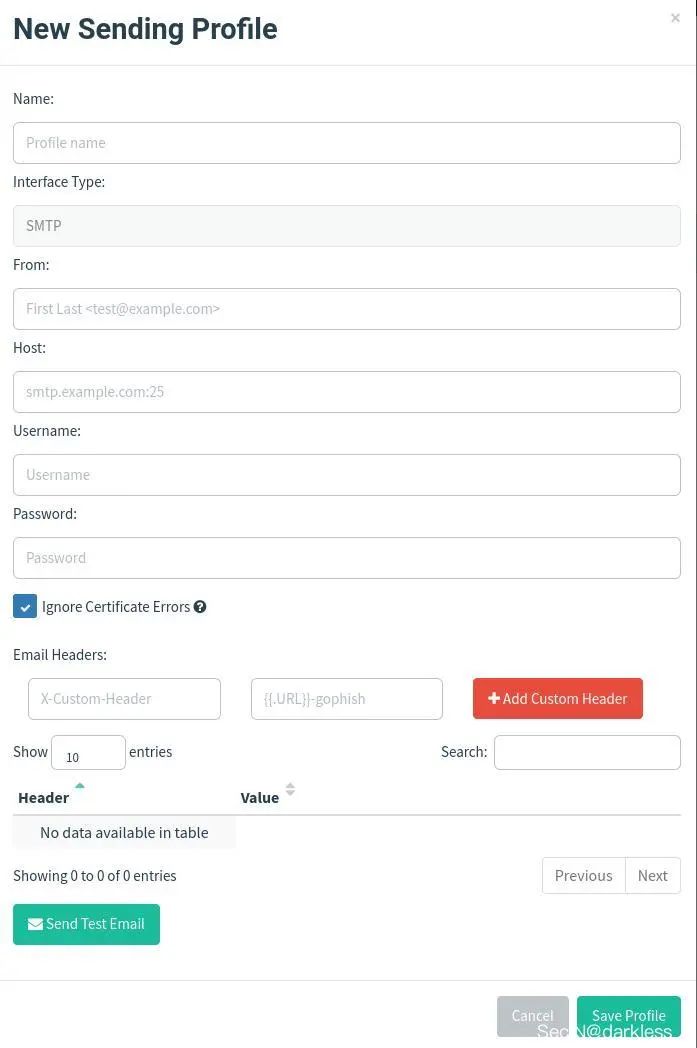 New Sending Profile
×
Name:
Profile name
Interface Type:
SMTP
From:
First Last <test@example.com>
Host:
smtp.example.com:25
Username:
Username
Password:
Password
Ignore Certificate Errors ?
Email Headers:
X-Custom-Header {{.URL}}-gophish + Add Custom Header
Show 10 entries Search:
Header Value
No data available in table
Showing 0 to 0 of 0 entries Previous Next
Send Test Email
Cancel Save Profile
@darkless